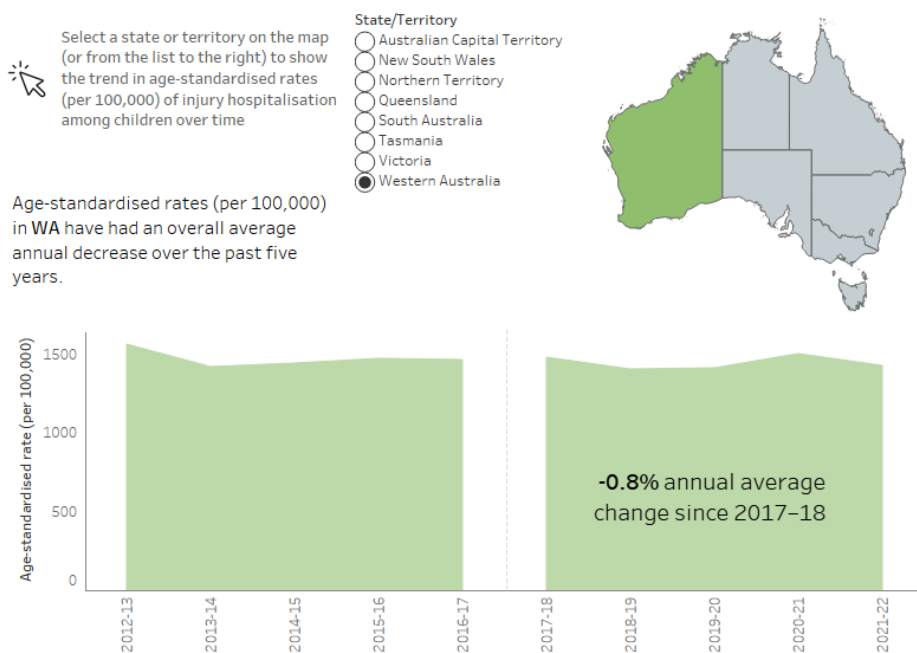 Select a state or territory on the map
(or from the list to the right) to show
the trend in age-standardised rates
(per 100,000) of injury hospitalisation
among children over time
State/Territory
Australian Capital Territory
New South Wales
Northern Territory
Queensland
South Australia
Tasmania
Victoria
Western Australia
Age-standardised rates (per 100,000)
in WA have had an overall average
annual decrease over the past five
years.
Age-standardised rate (per 100,000)
1500
1000
500
0
-0.8% annual average
change since 2017–18
2012-13
2013-14
2014-15
2015-16
2016-17
2017-18
2018-19
2019-20
2020-21
2021-22